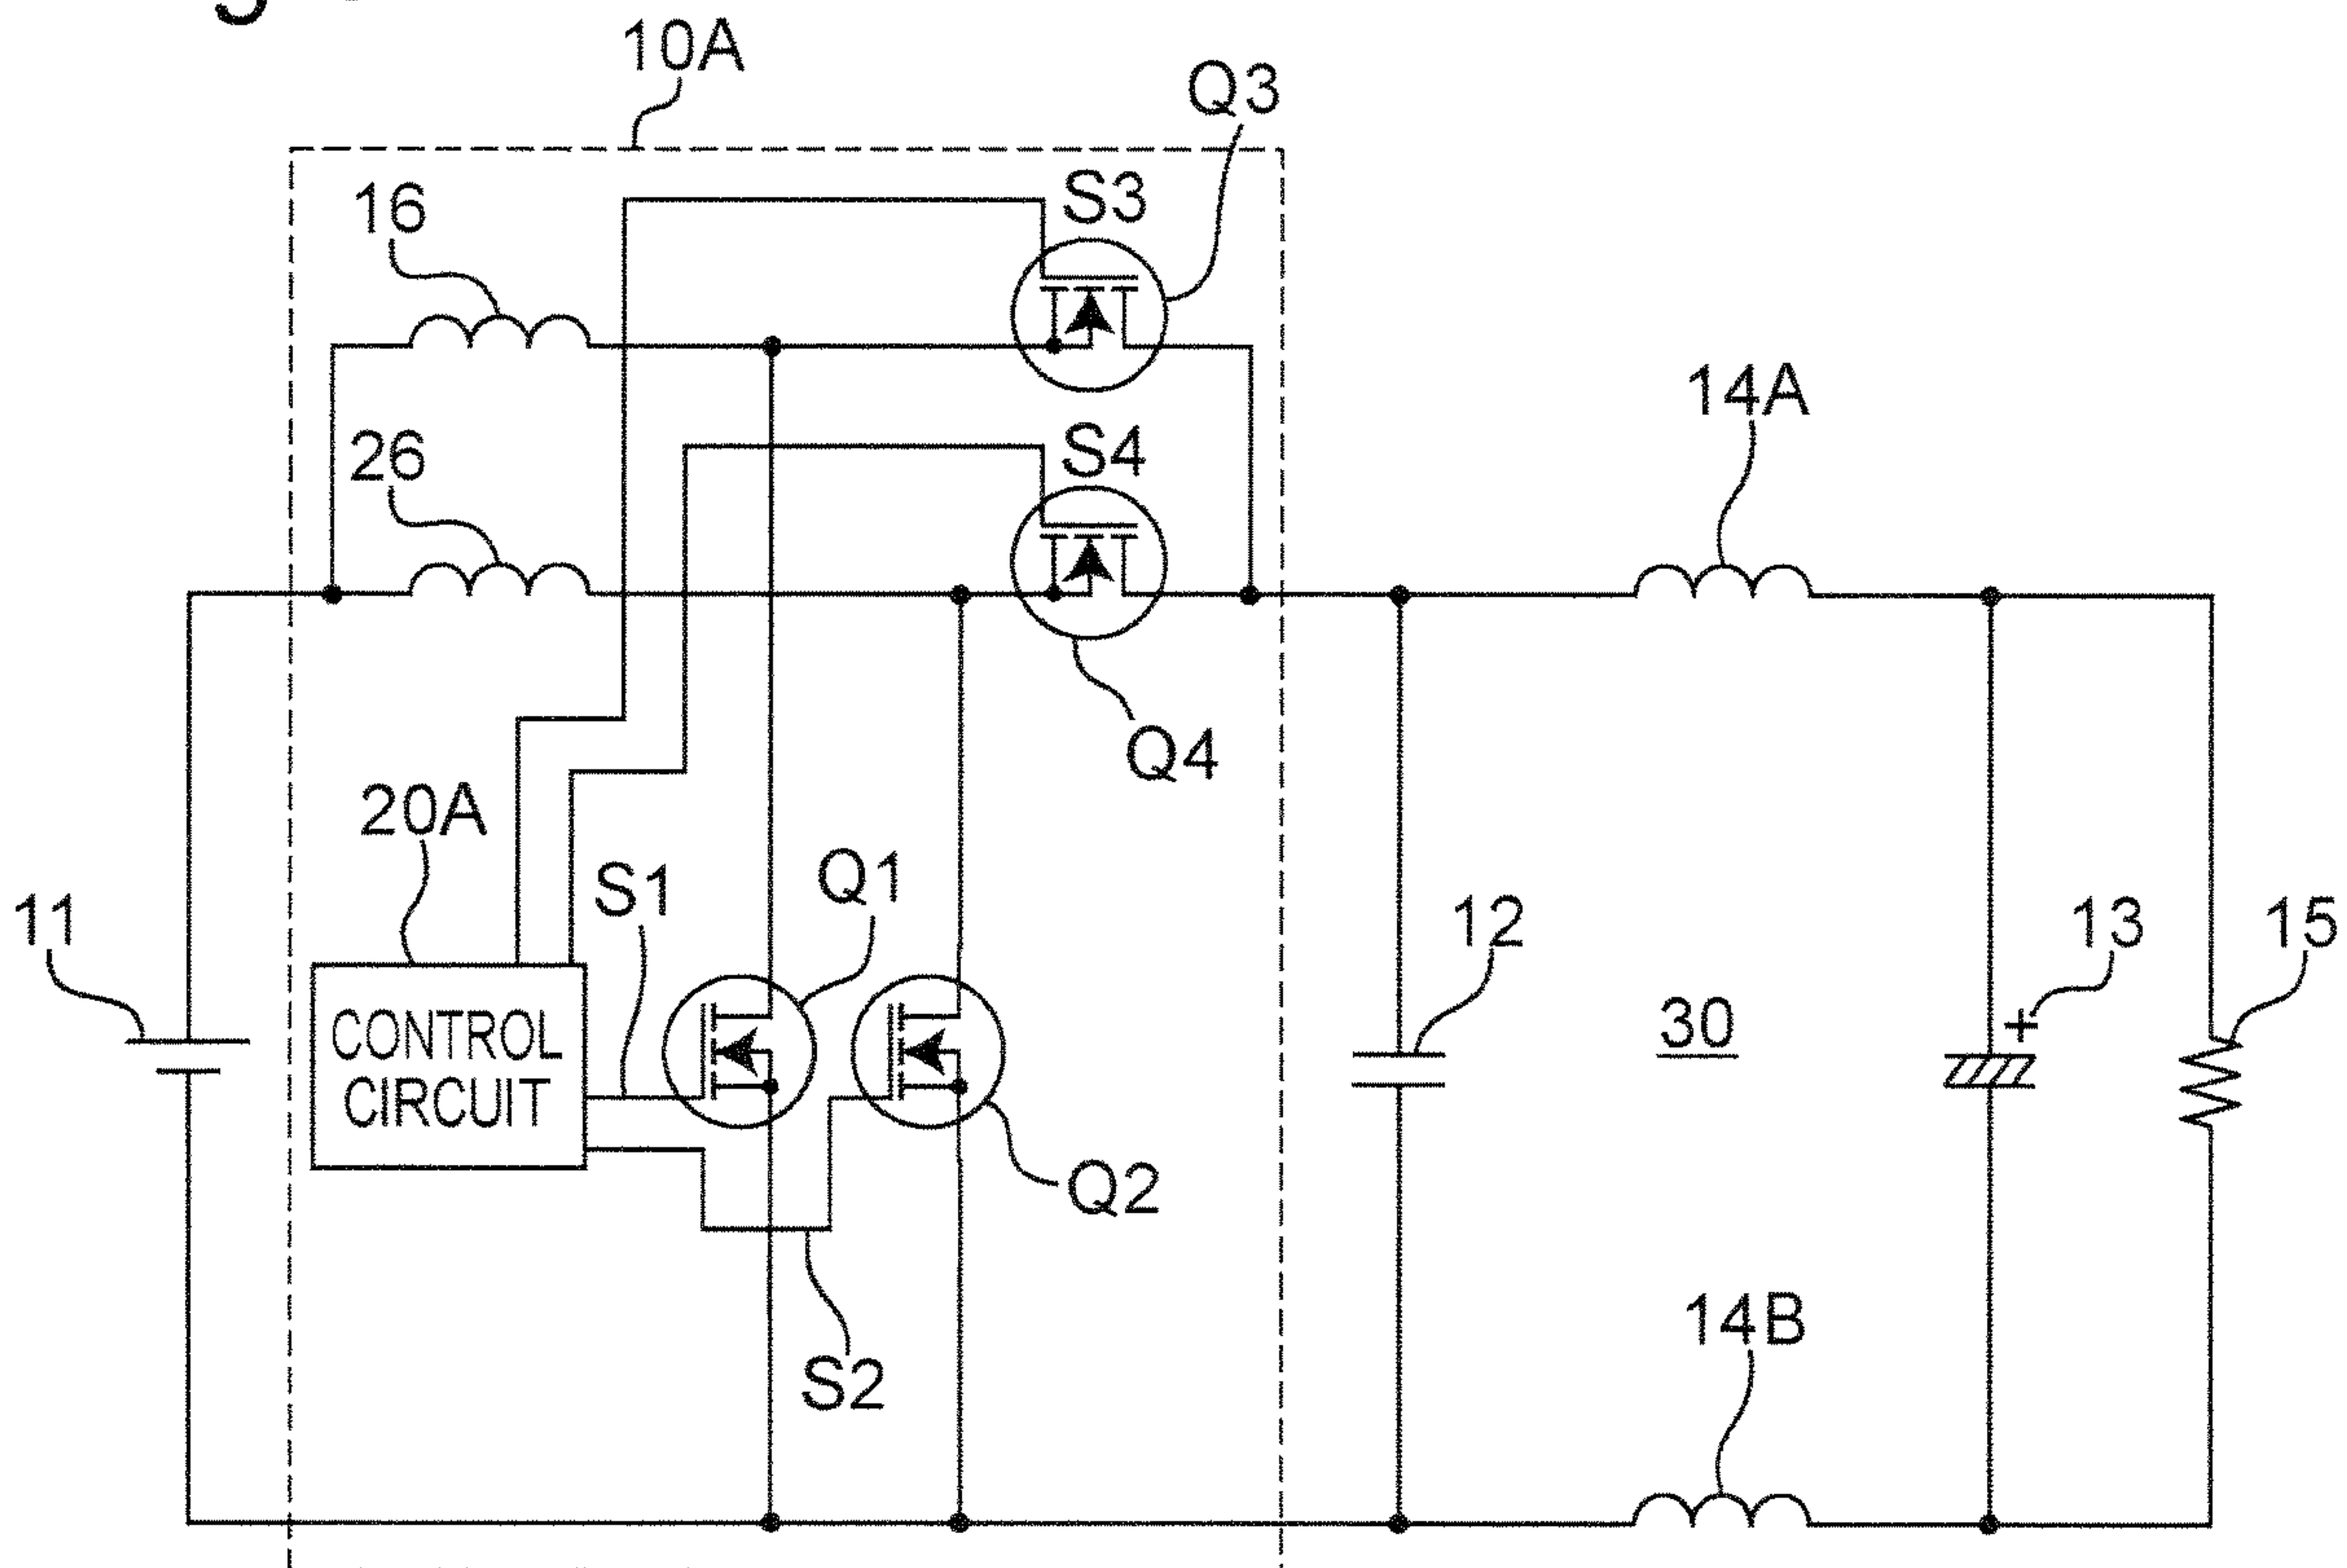 10A
Q3
16
S3
14A
26
S4
Q4
20A
S1
Q1
11
12
13
15
CONTROL
CIRCUIT
30
+
Q2
14B
S2